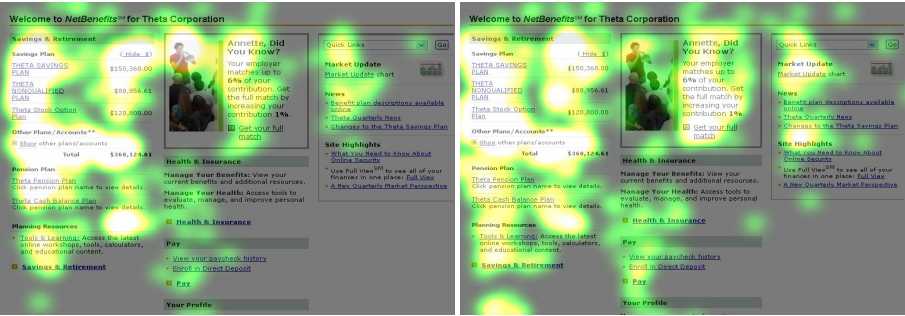 Welcome to NetBenefits℠ for Theta Corporation
Savings & Retirement
Savings Plan
( Hide $)
THETA SAVINGS
PLAN
$150,368.00
THETA
NONQUALIFIED
PLAN
$88,956.61
Theta Stock Option
Plan
$120,800.00
Other Plans/Accounts**
Show other plans/accounts
Total $360,124.61
Pension Plan
Theta Pension Plan
Click pension plan name to view details.
Theta Cash Balance Plan
Click pension plan name to view details.
Planning Resources
Tools & Learning: Access the latest
online workshops, tools, calculators,
and educational content.
Savings & Retirement
Annette, Did
You Know?
Your employer
matches up to
6% of your
contribution. Get
the full match by
increasing your
contribution 1%.
Get your full
match
Health & Insurance
Manage Your Benefits: View your
current benefits and additional resources.
Manage Your Health: Access tools to
evaluate, manage, and improve personal
health.
Health & Insurance
Pay
View your paycheck history
Enroll in Direct Deposit
Pay
Your Profile
Quick Links
Go
Market Update
Market Update chart
News
Benefit plan descriptions available
online
Theta Quarterly News
Changes to the Theta Savings Plan
Site Highlights
What You Need to Know About
Online Security
Use Full View℠ to see all of your
finances in one place: Full View
A New Quarterly Market Perspective
Welcome to NetBenefits℠ for Theta Corporation
Savings & Retirement
Savings Plan
( Hide $)
THETA SAVINGS
PLAN
$150,368.00
THETA
NONQUALIFIED
PLAN
$88,956.61
Theta Stock Option
Plan
$120,800.00
Other Plans/Accounts**
Show other plans/accounts
Total $360,124.61
Pension Plan
Theta Pension Plan
Click pension plan name to view details.
Theta Cash Balance Plan
Click pension plan name to view details.
Planning Resources
Tools & Learning: Access the latest
online workshops, tools, calculators,
and educational content.
Savings & Retirement
Annette, Did
You Know?
Your employer
matches up to
6% of your
contribution. Get
the full match by
increasing your
contribution 1%.
Get your full
match
Health & Insurance
Manage Your Benefits: View your
current benefits and additional resources.
Manage Your Health: Access tools to
evaluate, manage, and improve personal
health.
Health & Insurance
Pay
View your paycheck history
Enroll in Direct Deposit
Pay
Your Profile
Quick Links
Go
Market Update
Market Update chart
News
Benefit plan descriptions available
online
Theta Quarterly News
Changes to the Theta Savings Plan
Site Highlights
What You Need to Know About
Online Security
Use Full View℠ to see all of your
finances in one place: Full View
A New Quarterly Market Perspective